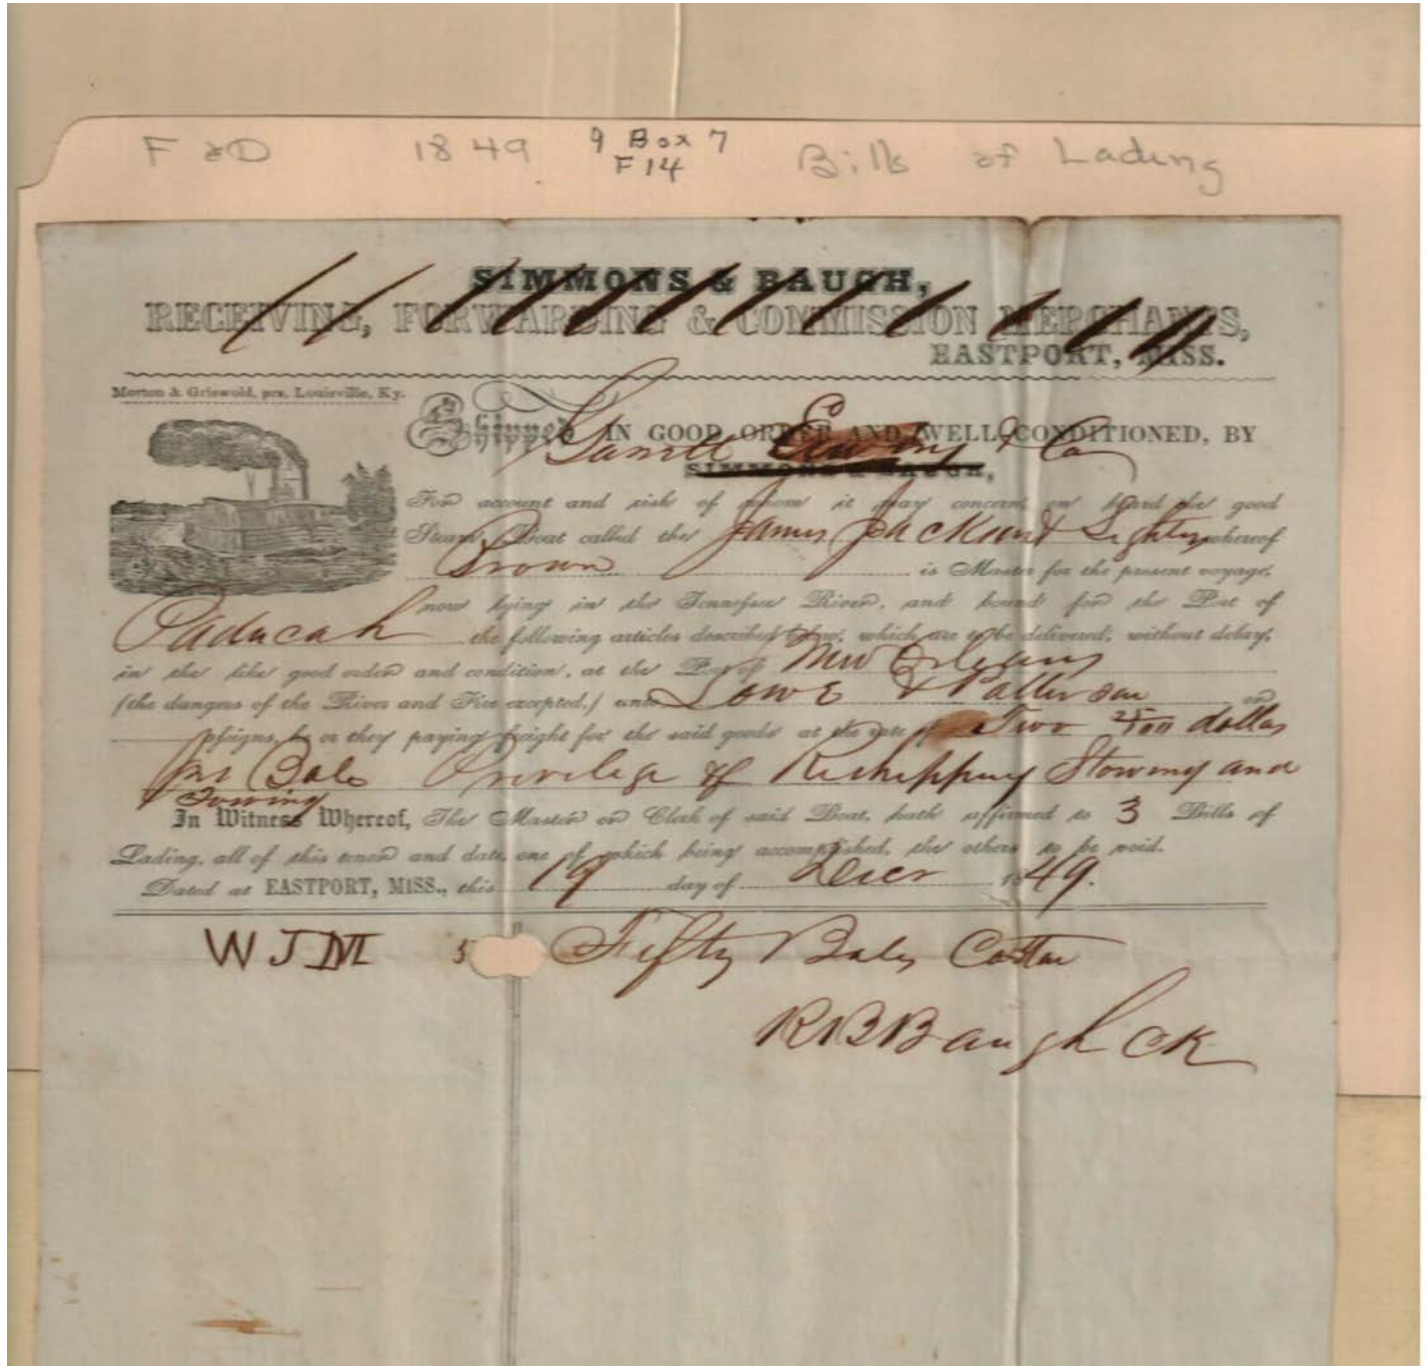 F & D 1849 9 Box 7 Bills of Lading
F14
SIMMONS & BAUGH,
RECEIVING, FORWARDING & COMMISSION MERCHANTS,
EASTPORT, MISS.
Morton & Griswold, prs. Louisville, Ky.
Shipped IN GOOD ORDER AND WELL CONDITIONED, BY
Garrett & Co
SIMMONS & BAUGH,
For account and risk of whom it may concern, on board the good
Steam Boat called the James Jackson & Lighters whereof
Brown is Master for the present voyage,
now lying in the Tennessee River, and bound for the Port of
Paducah the following articles described below, which are to be delivered, without delay,
in the like good order and condition, at the Port of New Orleans
(the dangers of the River and Fire excepted,) unto Lowe & Patterson or
assigns, he or they paying freight for the said goods at the rate of Two 25/100 dollas
per Bale Privilege of Reshipping Stowing and
Towing
In Witness Whereof, The Master or Clerk of said Boat, hath affirmed to 3 Bills of
Lading, all of this tenor and date, one of which being accomplished, the others to be void.
Dated at EASTPORT, MISS., this 19 day of Decr 1849.
WJM 5 Fifty Bales Cotton
R B Baugh CK